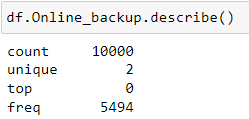 df.Online_backup.describe()
count 10000
unique 2
top 0
freq 5494